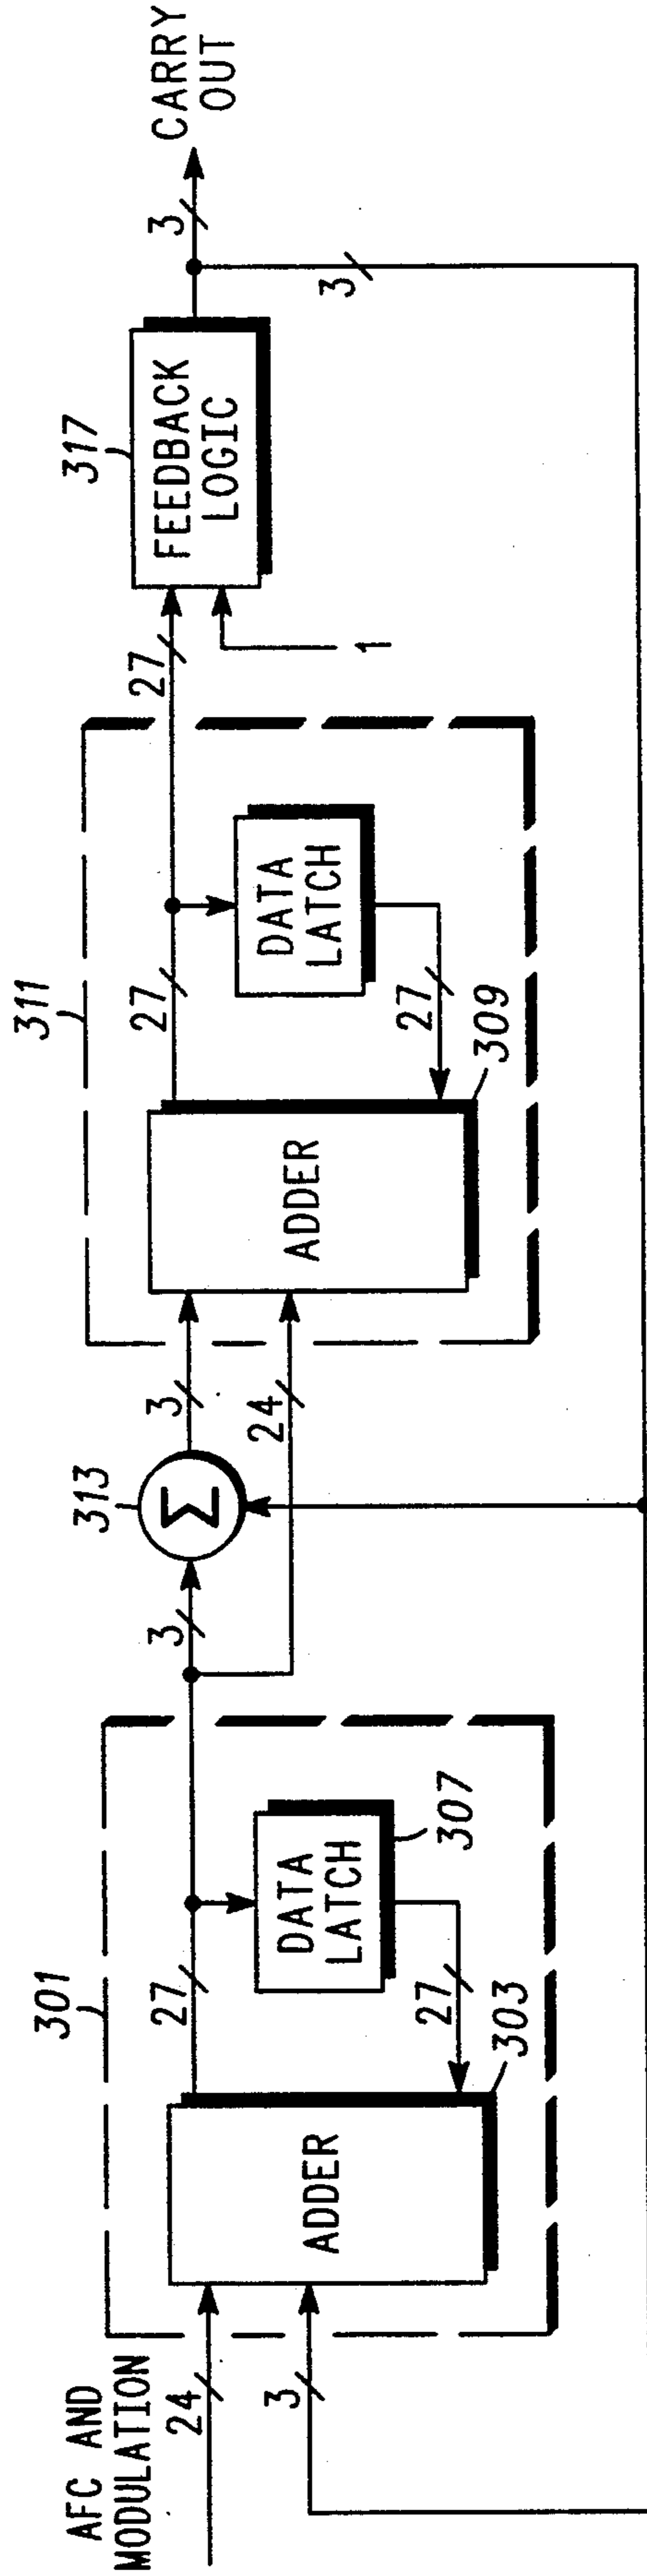 AFC AND
MODULATION
24
3
301
27
ADDER
DATA
LATCH
307
27
303
3
313
Σ
3
24
311
27
ADDER
DATA
LATCH
27
309
27
317
FEEDBACK
LOGIC
1
3
3
CARRY
OUT